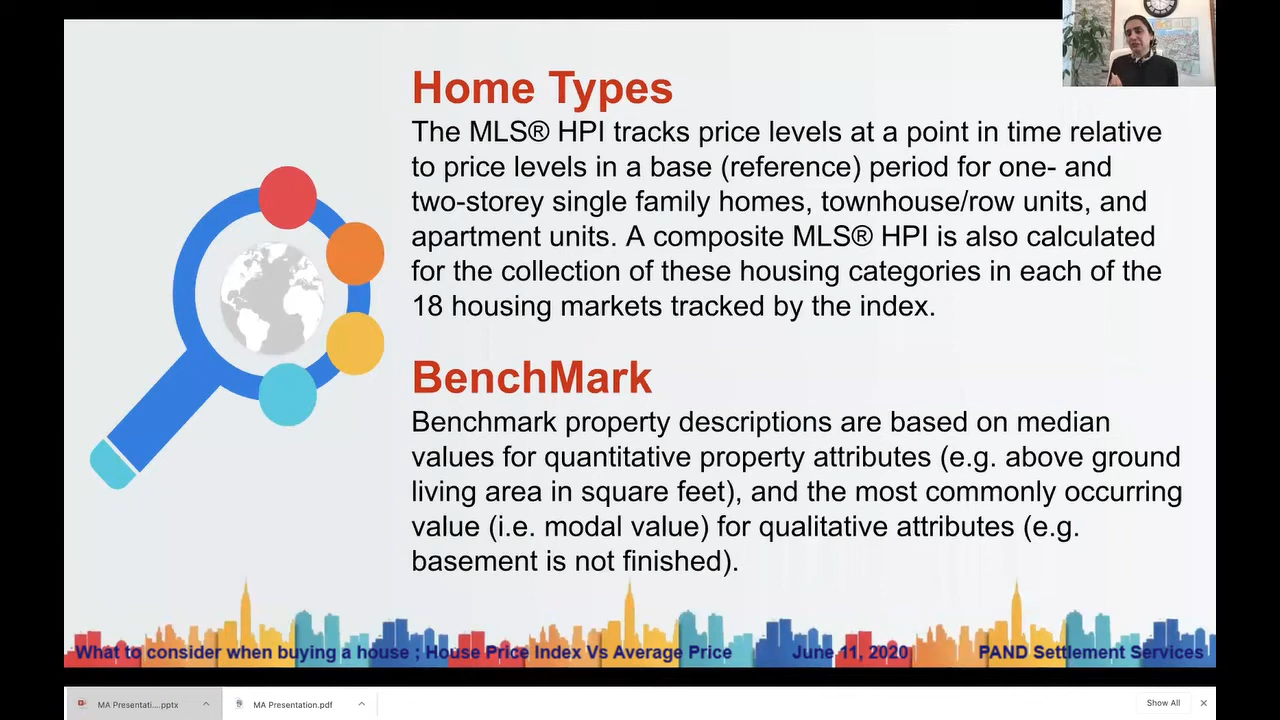 Home Types
The MLS® HPI tracks price levels at a point in time relative
to price levels in a base (reference) period for one- and
two-storey single family homes, townhouse/row units, and
apartment units. A composite MLS® HPI is also calculated
for the collection of these housing categories in each of the
18 housing markets tracked by the index.
BenchMark
Benchmark property descriptions are based on median
values for quantitative property attributes (e.g. above ground
living area in square feet), and the most commonly occurring
value (i.e. modal value) for qualitative attributes (e.g.
basement is not finished).
What to consider when buying a house ; House Price Index Vs Average Price June 11, 2020 PAND Settlement Services
MA Presentati....pptx MA Presentation.pdf Show All